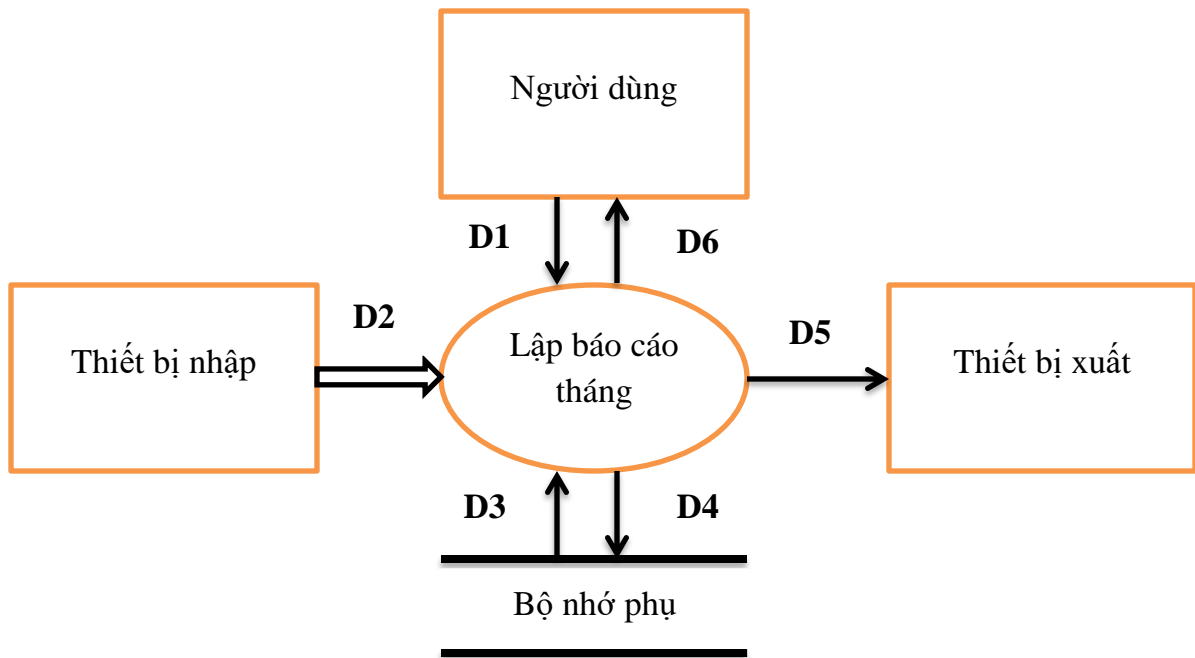 Người dùng
D1
D6
D2
Thiết bị nhập
Lập báo cáo
tháng
D5
Thiết bị xuất
D3
D4
Bộ nhớ phụ